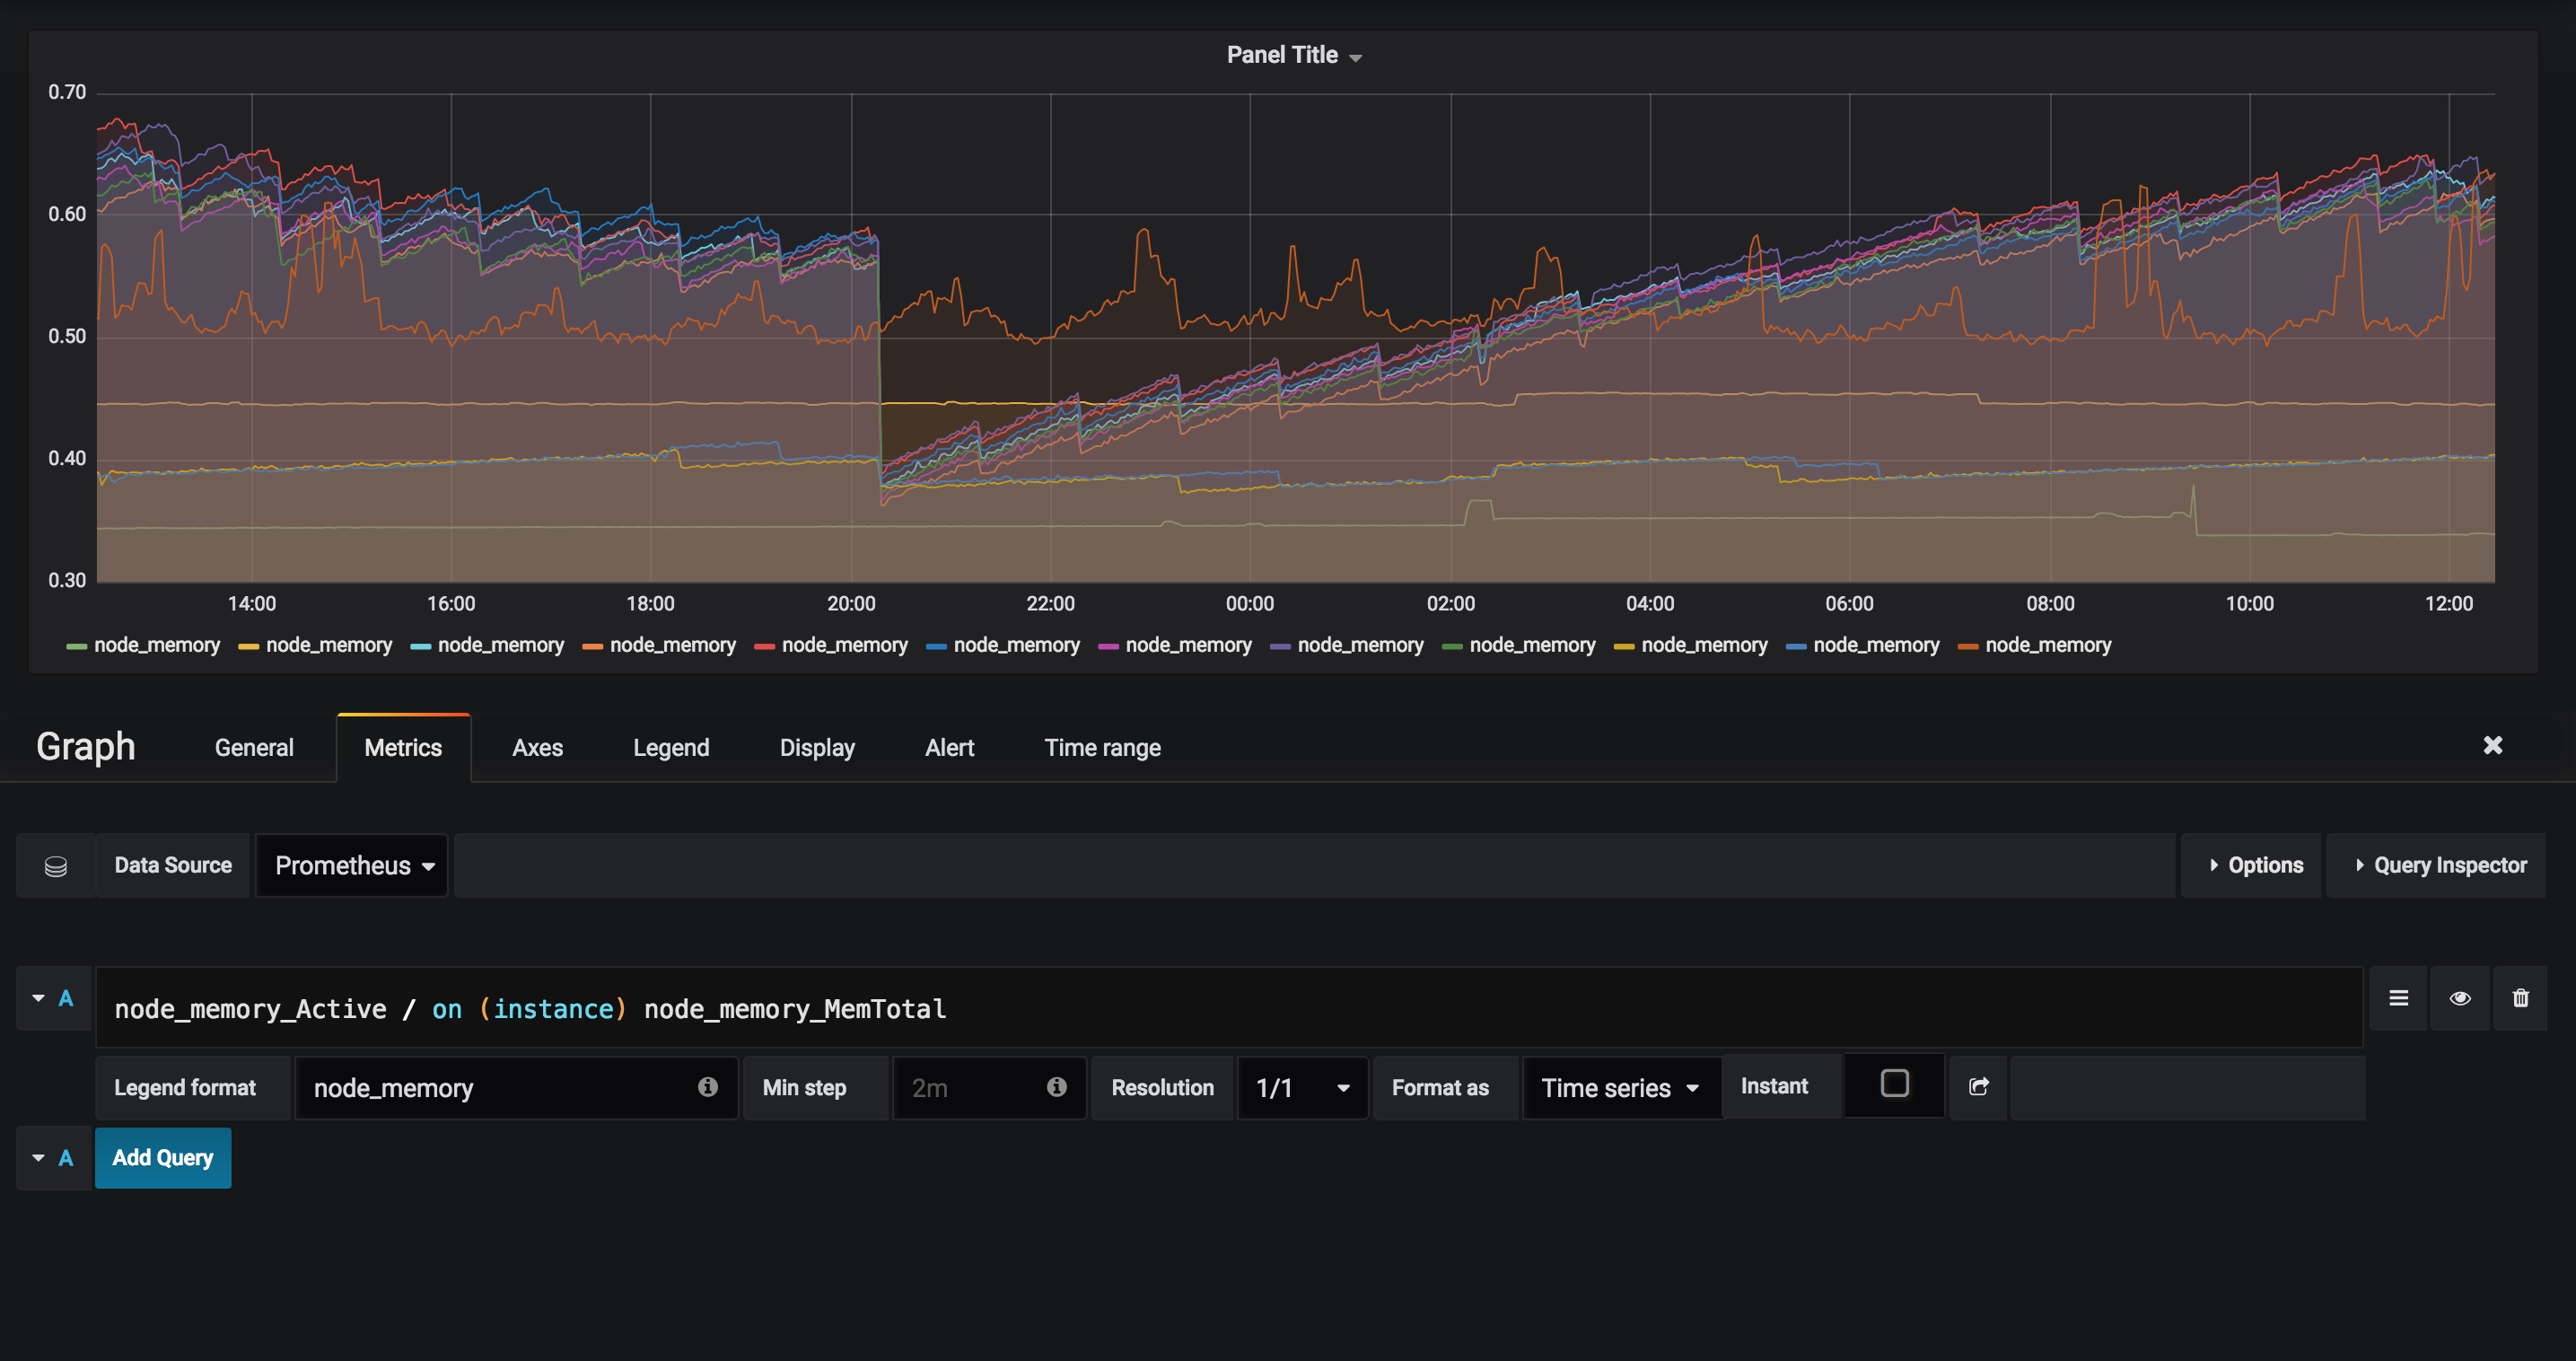 Panel Title
0.70
0.60
0.50
0.40
0.30
14:00 16:00 18:00 20:00 22:00 00:00 02:00 04:00 06:00 08:00 10:00 12:00
node_memory node_memory node_memory node_memory node_memory node_memory node_memory node_memory node_memory node_memory node_memory node_memory
Graph General Metrics Axes Legend Display Alert Time range
Data Source Prometheus Options Query Inspector
A node_memory_Active / on (instance) node_memory_MemTotal
Legend format node_memory Min step 2m Resolution 1/1 Format as Time series Instant
A Add Query